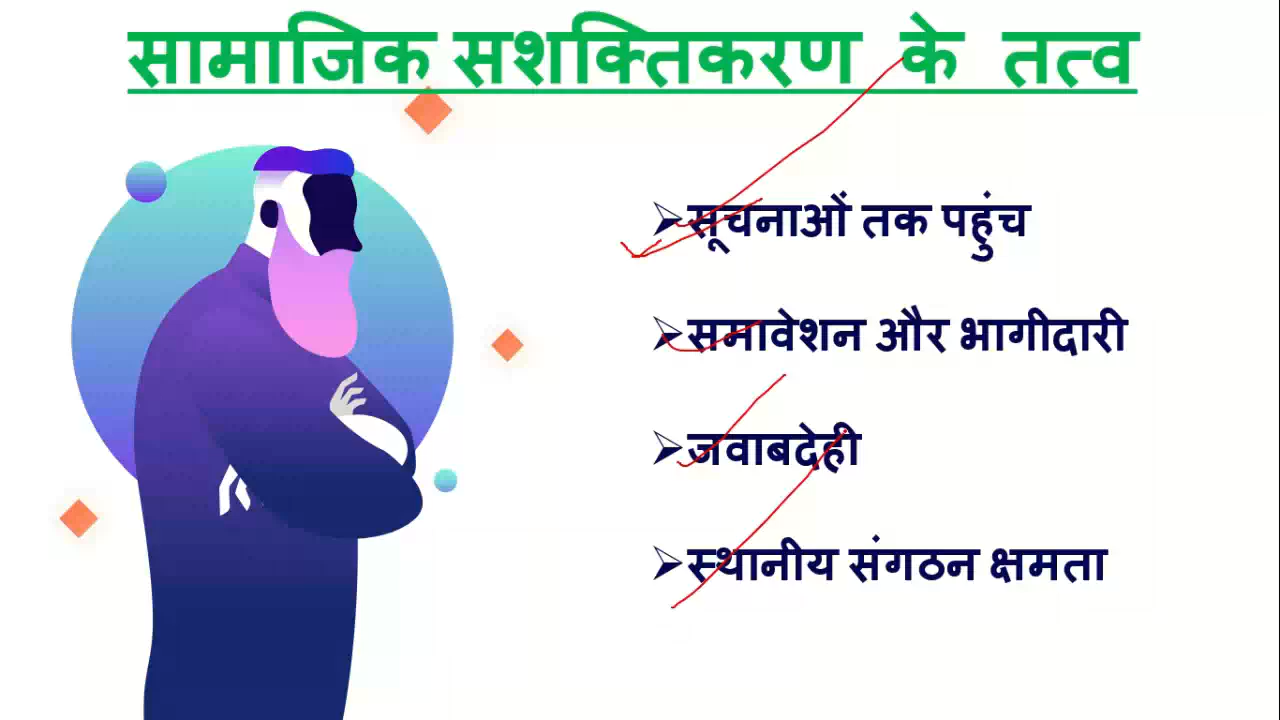 सामाजिक सशक्तिकरण के तत्व
सूचनाओं तक पहुंच
समावेशन और भागीदारी
जवाबदेही
स्थानीय संगठन क्षमता